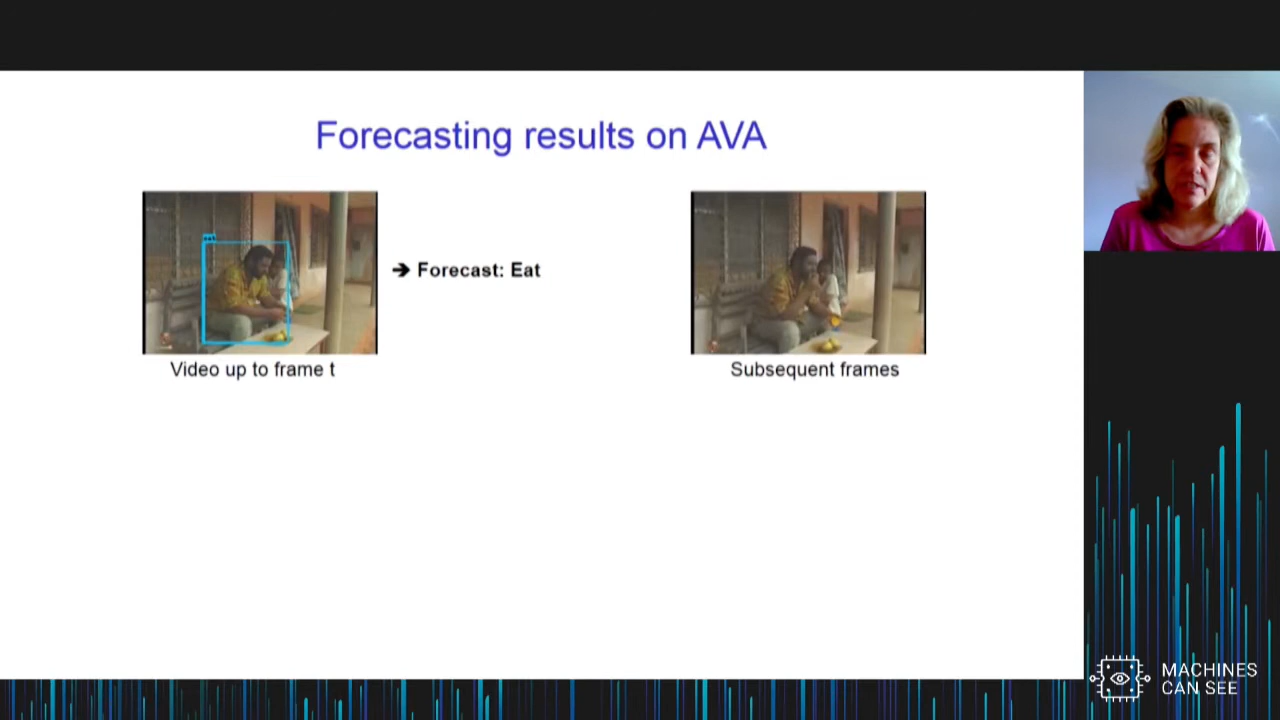 Forecasting results on AVA
➔ Forecast: Eat
Video up to frame t
Subsequent frames
MACHINES
CAN SEE